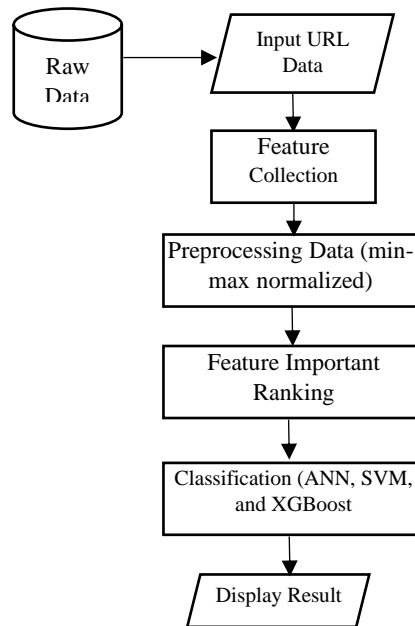 Raw
Data
Input URL
Data
Feature
Collection
Preprocessing Data (min-
max normalized)
Feature Important
Ranking
Classification (ANN, SVM,
and XGBoost
Display Result